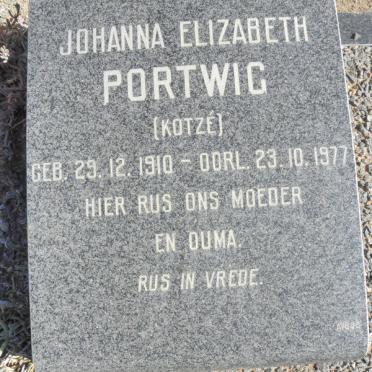 JOHANNA ELIZABETH
PORTWIG
(KOTZÉ)
GEB. 29.12.1910 - OORL. 23.10.1977
HIER RUS ONS MOEDER
EN OUMA.
RUS IN VREDE.